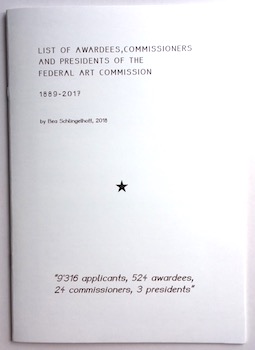 LIST OF AWARDEES,COMMISSIONERS
AND PRESIDENTS OF THE
FEDERAL ART COMMISSION
1889-2017
by Bea Schlingelhoff, 2018
"9'316 applicants, 524 awardees,
24 commissioners, 3 presidents"